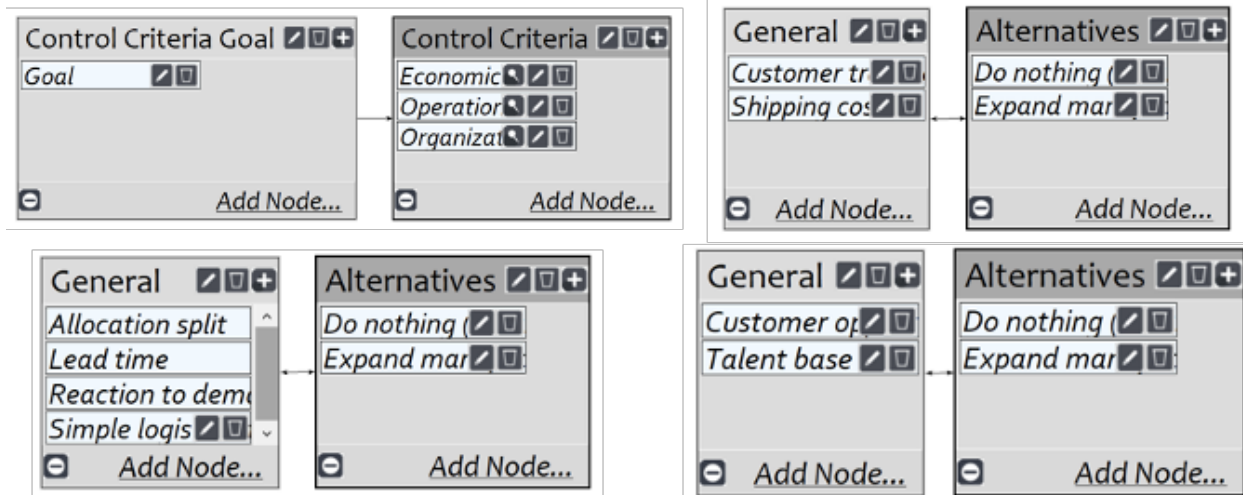 Control Criteria Goal
Goal
Add Node...
Control Criteria
Economic
Operation
Organizat
Add Node...
General
Customer tr
Shipping cos
Add Node...
Alternatives
Do nothing (
Expand mar
Add Node...
General
Allocation split
Lead time
Reaction to dem
Simple logis
Add Node...
Alternatives
Do nothing (
Expand mar
Add Node...
General
Customer op
Talent base
Add Node...
Alternatives
Do nothing (
Expand mar
Add Node...